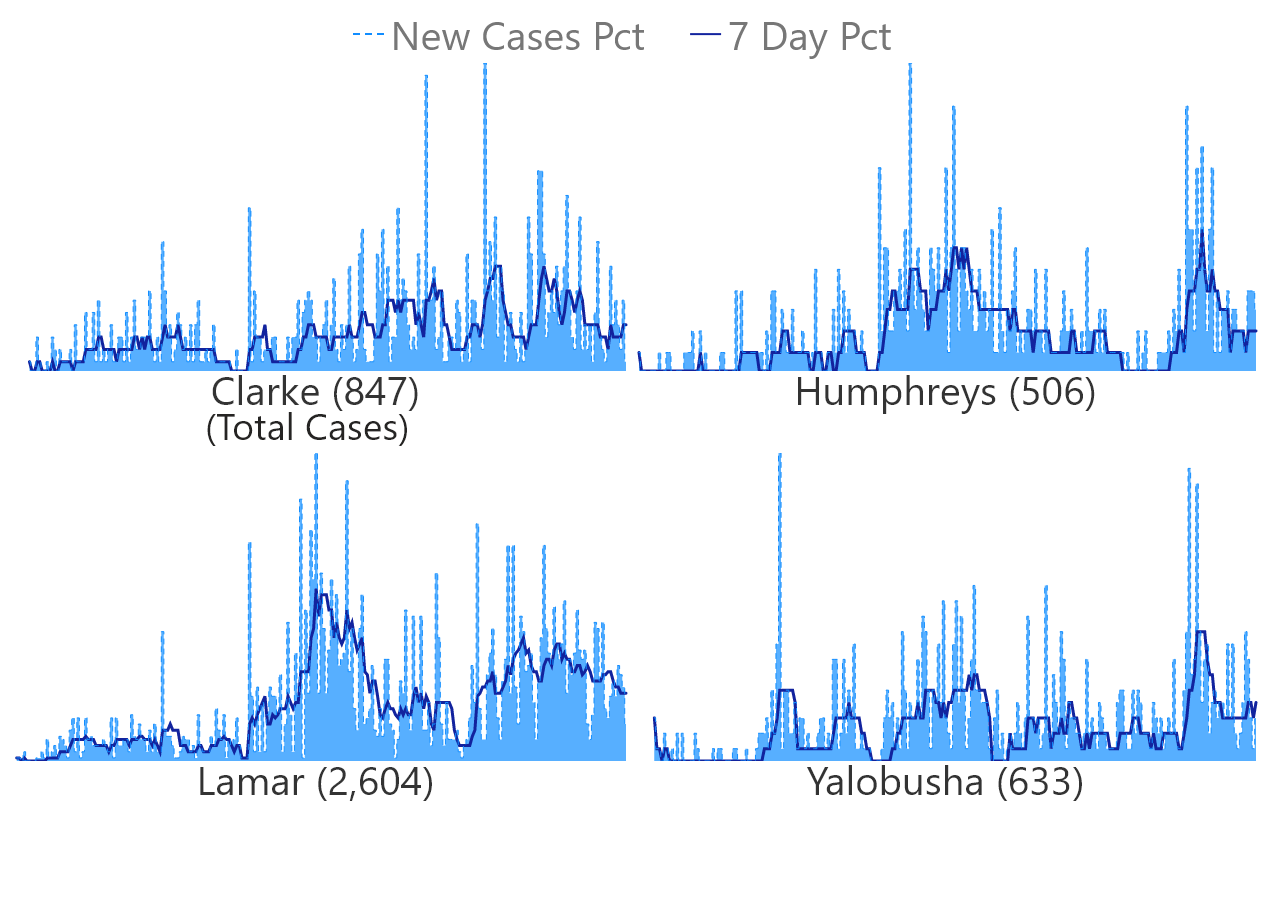 New Cases Pct 7 Day Pct
Clarke (847)
(Total Cases)
Humphreys (506)
Lamar (2,604)
Yalobusha (633)